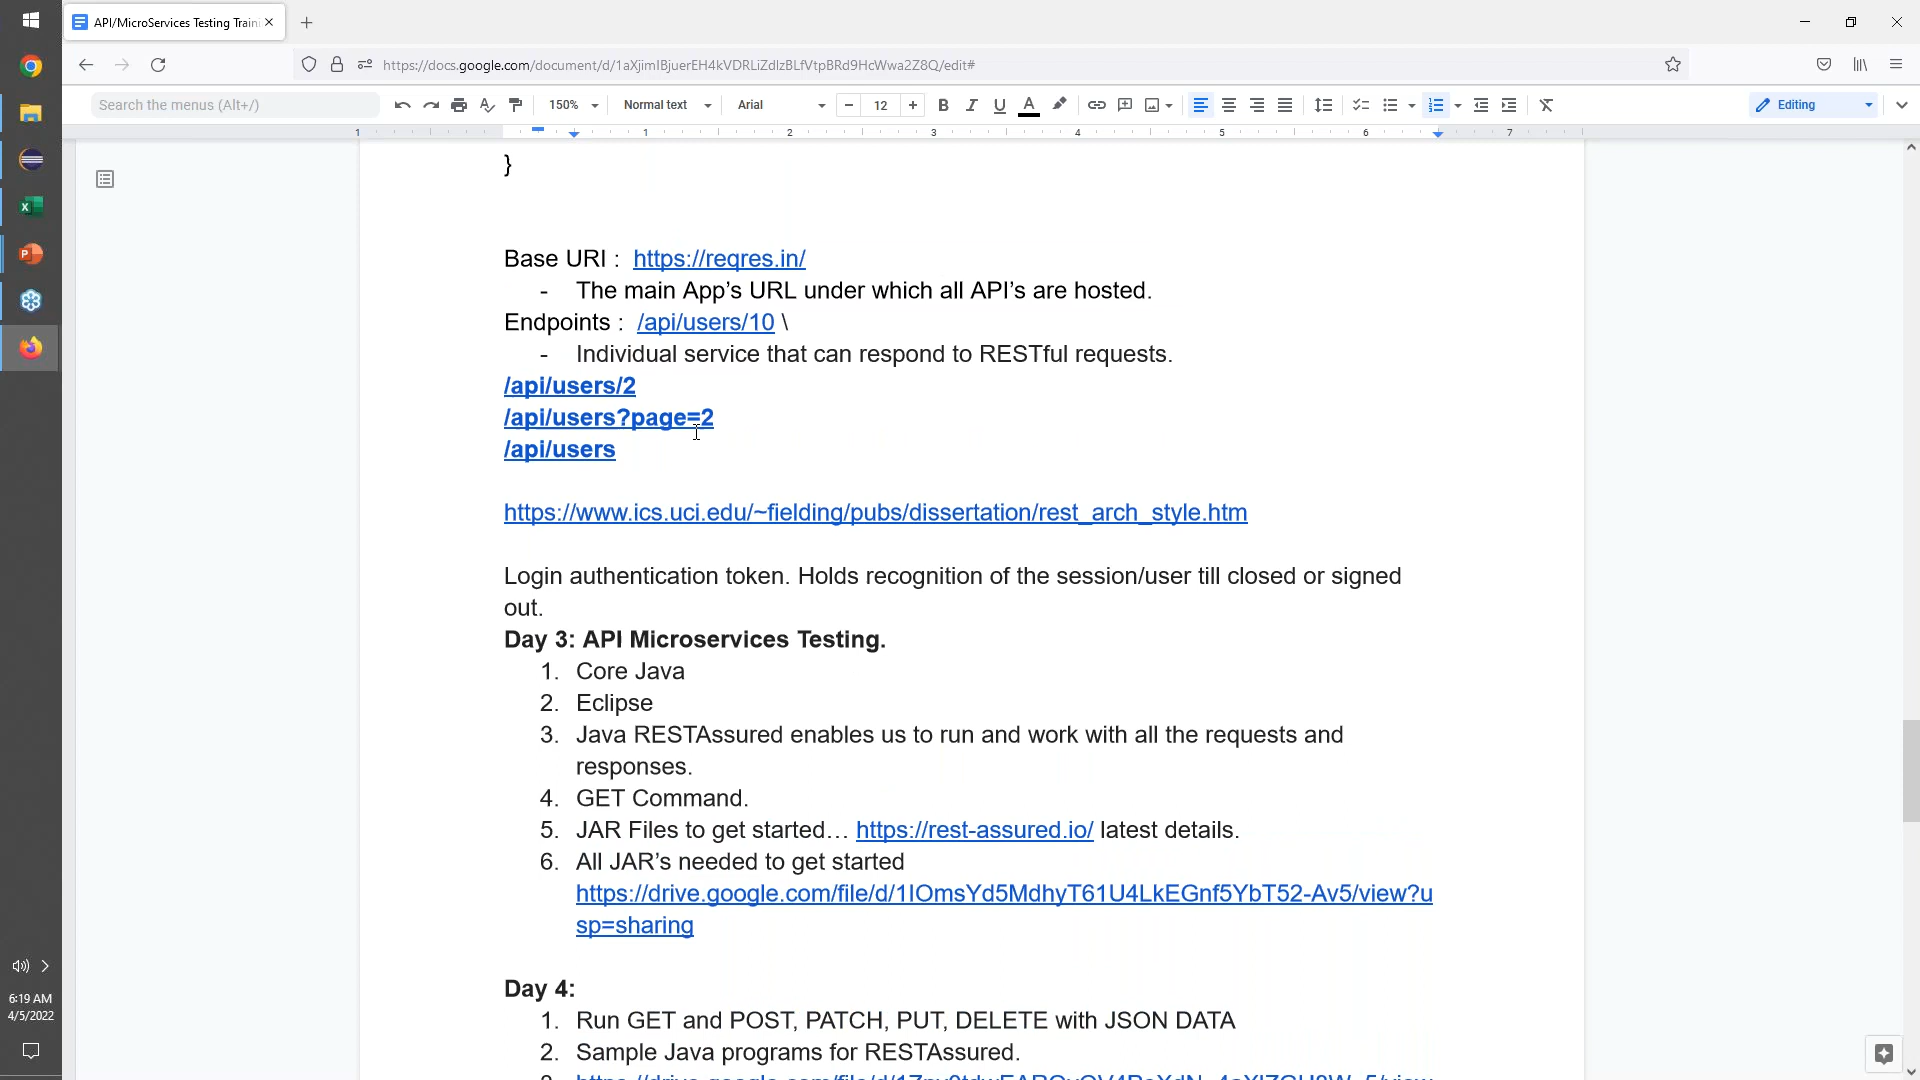 API/MicroServices Testing Traini
https://docs.google.com/document/d/1aXjimIBjuerEH4kVDRLiZdlzBLfVtpBRd9HcWwa2Z8Q/edit#
Search the menus (Alt+/)
150%
Normal text
Arial
12
Editing
1 1 2 3 4 5 6 7
}
Base URI : https://reqres.in/
- The main App's URL under which all API's are hosted.
Endpoints : /api/users/10 \
- Individual service that can respond to RESTful requests.
/api/users/2
/api/users?page=2
/api/users
https://www.ics.uci.edu/~fielding/pubs/dissertation/rest_arch_style.htm
Login authentication token. Holds recognition of the session/user till closed or signed
out.
Day 3: API Microservices Testing.
1. Core Java
2. Eclipse
3. Java RESTAssured enables us to run and work with all the requests and
responses.
4. GET Command.
5. JAR Files to get started… https://rest-assured.io/ latest details.
6. All JAR's needed to get started
https://drive.google.com/file/d/1IOmsYd5MdhyT61U4LkEGnf5YbT52-Av5/view?u
sp=sharing
Day 4:
1. Run GET and POST, PATCH, PUT, DELETE with JSON DATA
2. Sample Java programs for RESTAssured.
6:19 AM
4/5/2022